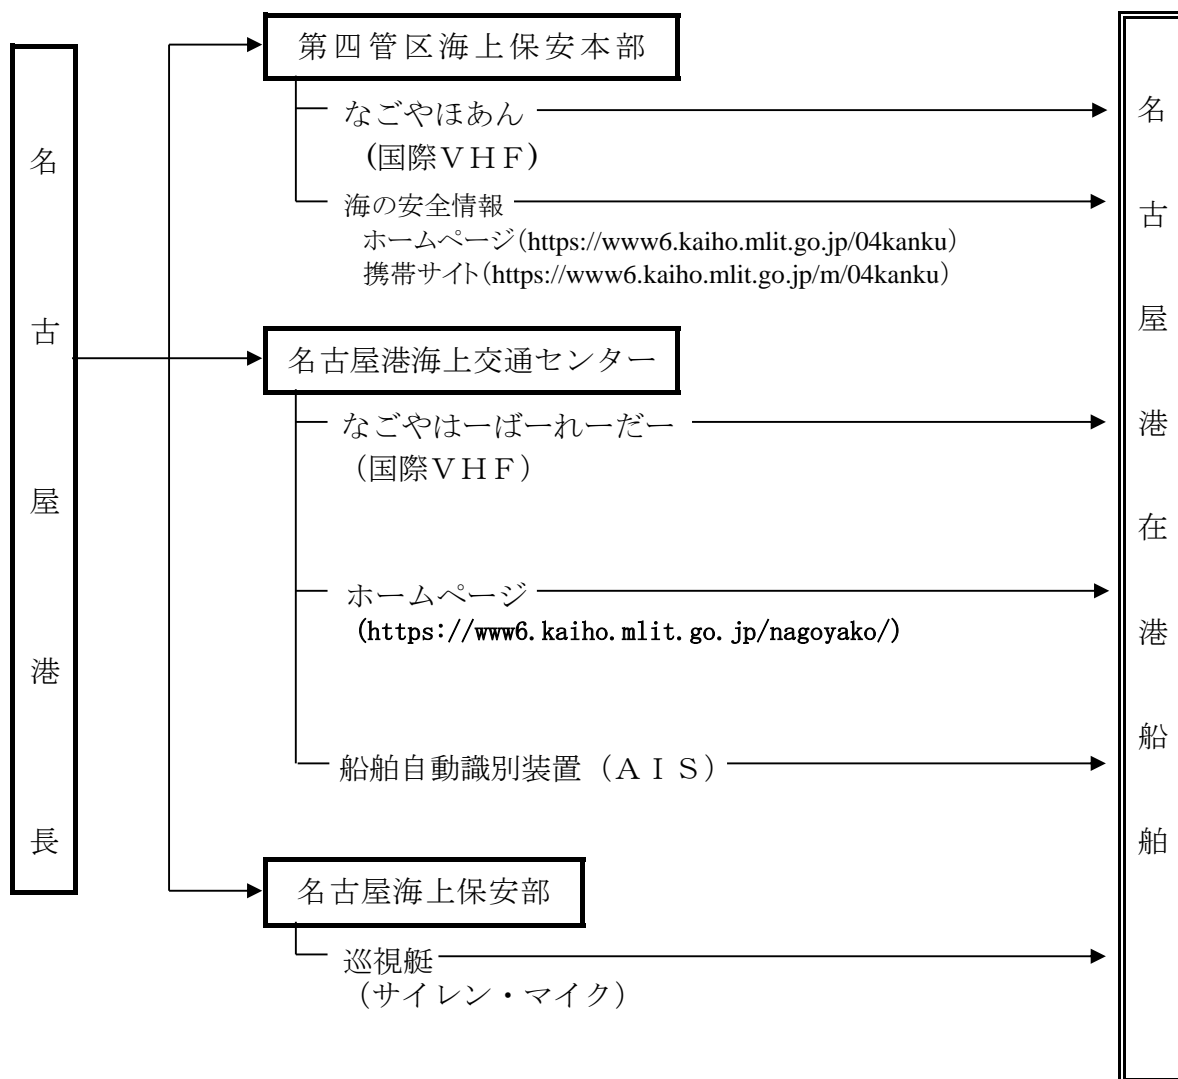 名古屋港長
第四管区海上保安本部
なごやほあん
(国際ＶＨＦ)
海の安全情報
ホームページ（https://www6.kaiho.mlit.go.jp/04kanku）
携帯サイト（https://www6.kaiho.mlit.go.jp/m/04kanku）
名古屋港海上交通センター
なごやはーばーれーだー
（国際ＶＨＦ）
ホームページ
(https://www6.kaiho.mlit.go.jp/nagoyako/)
船舶自動識別装置（ＡＩＳ）
名古屋海上保安部
巡視艇
（サイレン・マイク）
名古屋港在港船舶